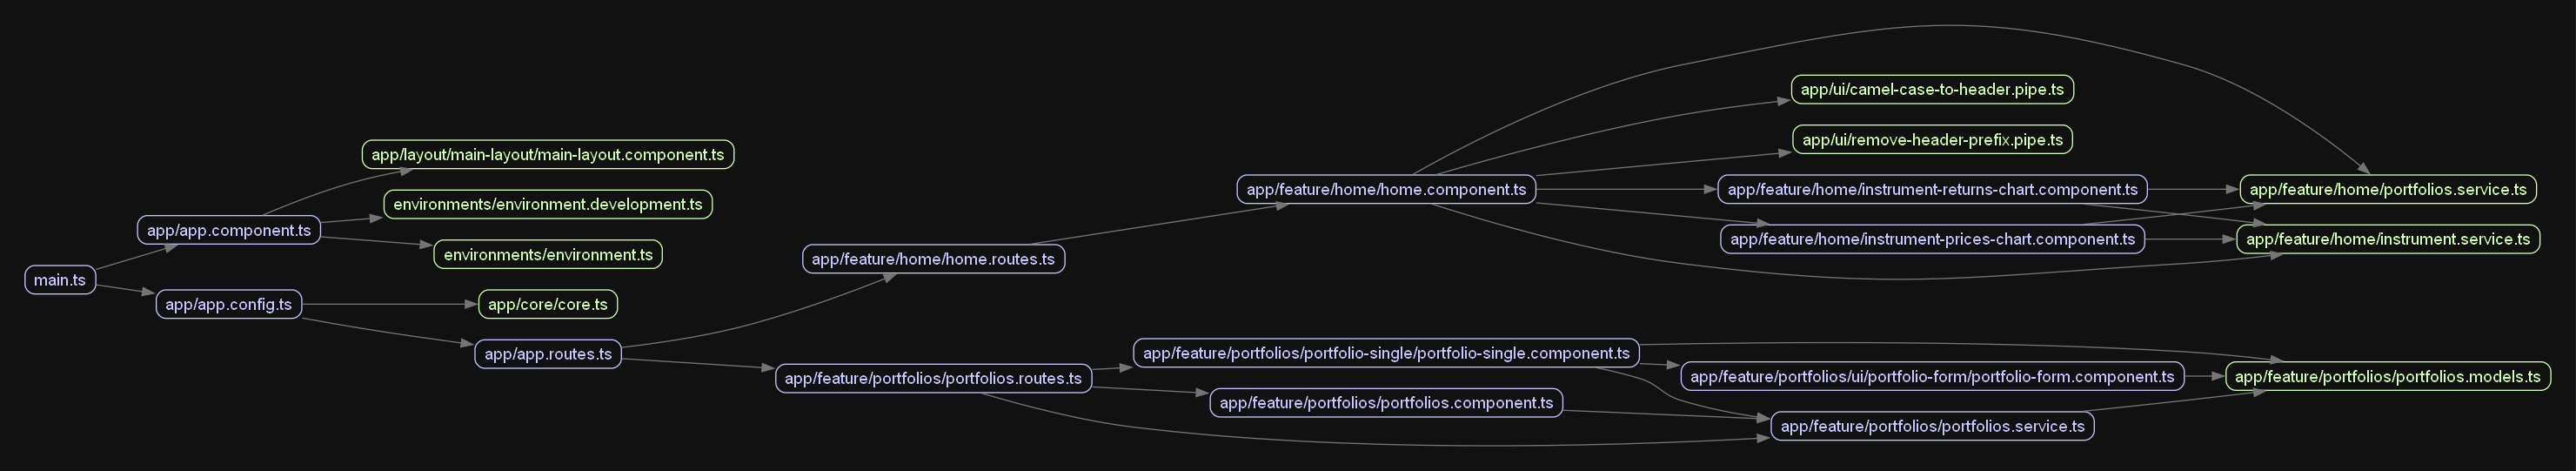 main.ts
app/app.component.ts
app/app.config.ts
app/layout/main-layout/main-layout.component.ts
environments/environment.development.ts
environments/environment.ts
app/core/core.ts
app/app.routes.ts
app/feature/home/home.routes.ts
app/feature/portfolios/portfolios.routes.ts
app/feature/home/home.component.ts
app/feature/portfolios/portfolio-single/portfolio-single.component.ts
app/feature/portfolios/portfolios.component.ts
app/ui/camel-case-to-header.pipe.ts
app/ui/remove-header-prefix.pipe.ts
app/feature/home/instrument-returns-chart.component.ts
app/feature/home/instrument-prices-chart.component.ts
app/feature/portfolios/ui/portfolio-form/portfolio-form.component.ts
app/feature/portfolios/portfolios.service.ts
app/feature/home/portfolios.service.ts
app/feature/home/instrument.service.ts
app/feature/portfolios/portfolios.models.ts